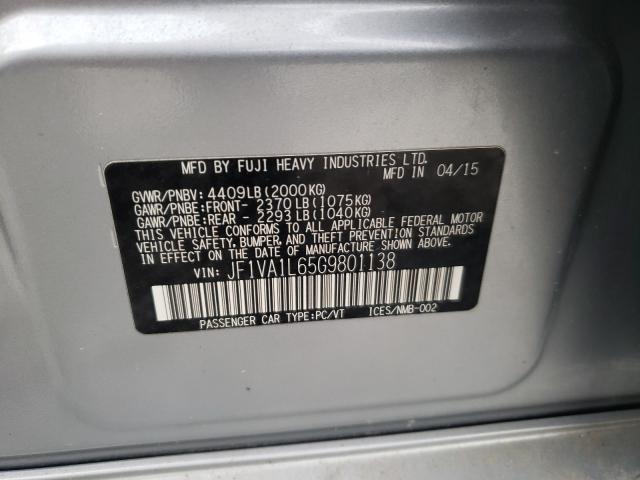 MFD BY FUJI HEAVY INDUSTRIES LTD.
MFD IN 04/15
GVWR/PNBV: 4409LB(2000KG)
GAWR/PNBE:FRONT- 2370LB(1075KG)
GAWR/PNBE:REAR - 2293LB(1040KG)
THIS VEHICLE CONFORMS TO ALL APPLICABLE FEDERAL MOTOR
VEHICLE SAFETY, BUMPER, AND THEFT PREVENTION STANDARDS
IN EFFECT ON THE DATE OF MANUFACTURE SHOWN ABOVE.
VIN: JF1VA1L65G9801138
PASSENGER CAR TYPE:PC/VT ICES/NMB-002